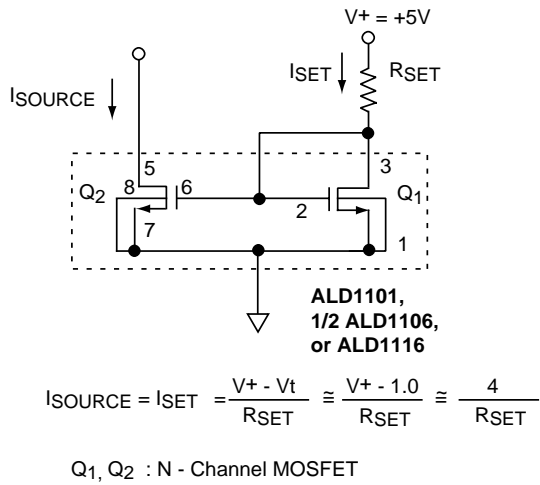 V+ = +5V
ISET
RSET
ISOURCE
5
3
Q2
8
6
2
Q1
7
1
ALD1101,
1/2 ALD1106,
or ALD1116
ISOURCE = ISET = V+ - Vt / RSET ≅ V+ - 1.0 / RSET ≅ 4 / RSET
Q1, Q2 : N - Channel MOSFET